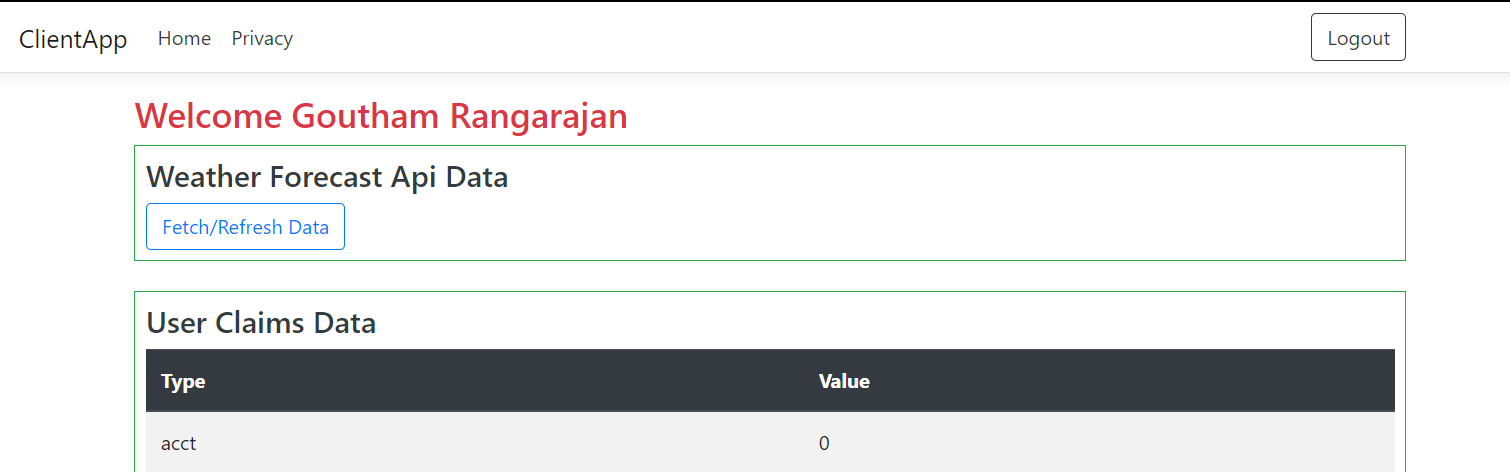 ClientApp Home Privacy Logout
Welcome Goutham Rangarajan
Weather Forecast Api Data
Fetch/Refresh Data
User Claims Data
Type Value
acct 0